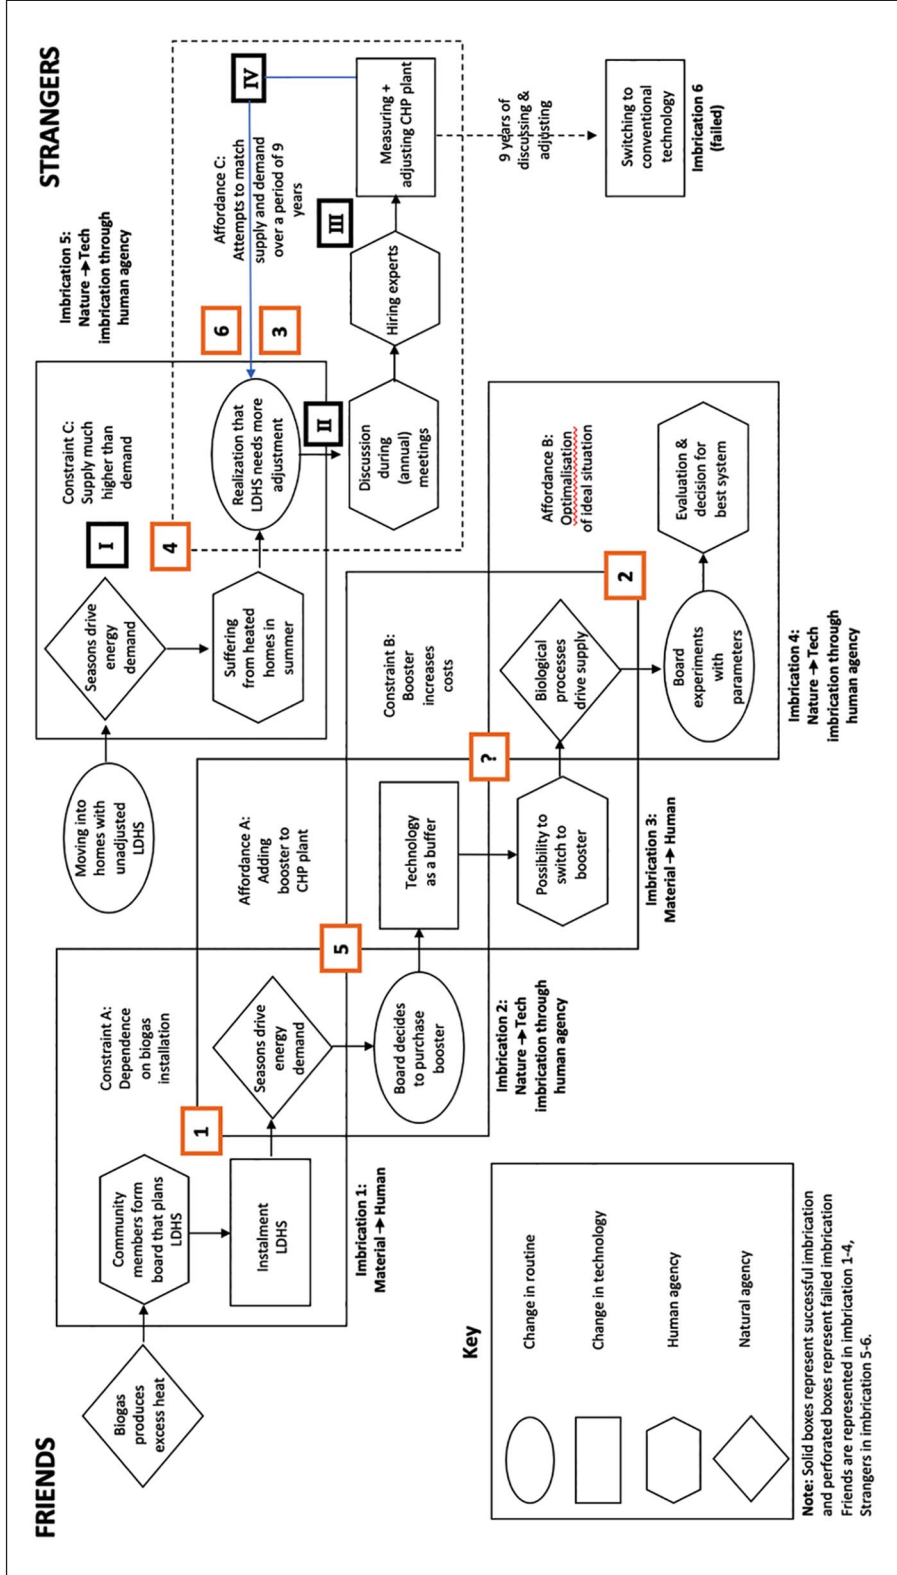 FRIENDS
STRANGERS
Biogas
produces
excess heat
Community
members form
board that plans
LDHS
Instalment
LDHS
Constraint A:
Dependence
on biogas
installation
Imbrication 1:
Material → Human
1
Seasons drive
energy
demand
Board decides
to purchase
booster
5
Affordance A:
Adding
booster to
CHP plant
Imbrication 2:
Nature → Tech
imbrication through
human agency
Technology
as a buffer
Possibility to
switch to
booster
?
Constraint B:
Booster
increases
costs
Imbrication 3:
Material → Human
Biological
processes
drive supply
2
Board
experiments
with
parameters
Evaluation &
decision for
best system
Affordance B:
Optimalisation
of ideal situation
Imbrication 4:
Nature → Tech
imbrication through
human agency
Moving into
homes with
unadjusted
LDHS
Seasons drive
energy
demand
I
Constraint C:
Supply much
higher than
demand
4
Suffering
from heated
homes in
summer
Realization that
LDHS needs more
adjustment
Imbrication 5:
Nature → Tech
imbrication through
human agency
6
3
II
Discussion
during
(annual)
meetings
Hiring experts
III
Affordance C:
Attempts to match
supply and demand
over a period of 9
years
IV
Measuring +
adjusting CHP plant
9 years of
discussing &
adjusting
Switching to
conventional
technology
Imbrication 6
(failed)
Key
Change in routine
Change in technology
Human agency
Natural agency
Note: Solid boxes represent successful imbrication
and perforated boxes represent failed imbrication
Friends are represented in imbrication 1-4,
Strangers in imbrication 5-6.